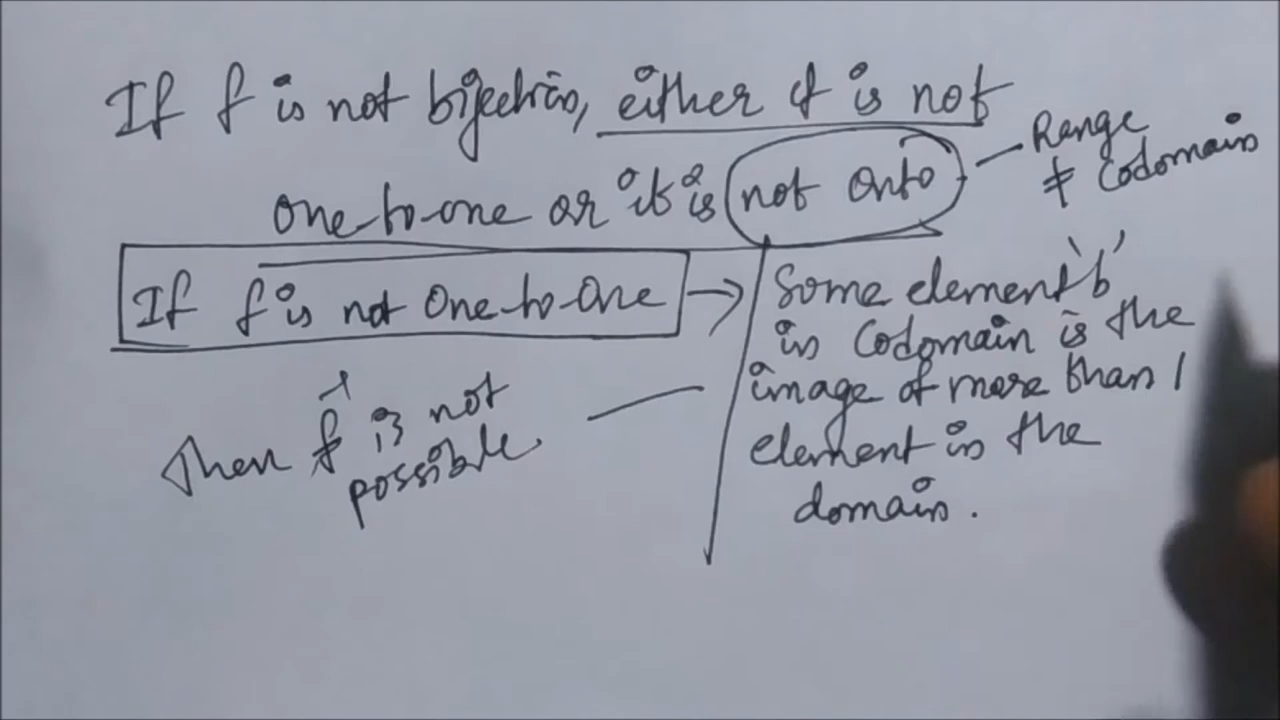 If f is not bijection, either it is not
one-to-one or it is not onto — Range
≠ Codomain
If f is not One-to-One →
Some element 'b'
in Codomain is the
image of more than 1
element in the
domain.
Then f⁻¹ is not
possible